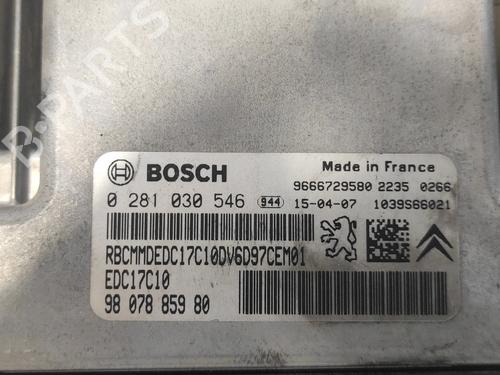 BOSCH
Made in France
9666729580 2235 0266
0 281 030 546 944 15-04-07 1039S66021
RBCMMDEDC17C10DV6D97CEM01
EDC17C10
98 078 859 80
B-PARTS